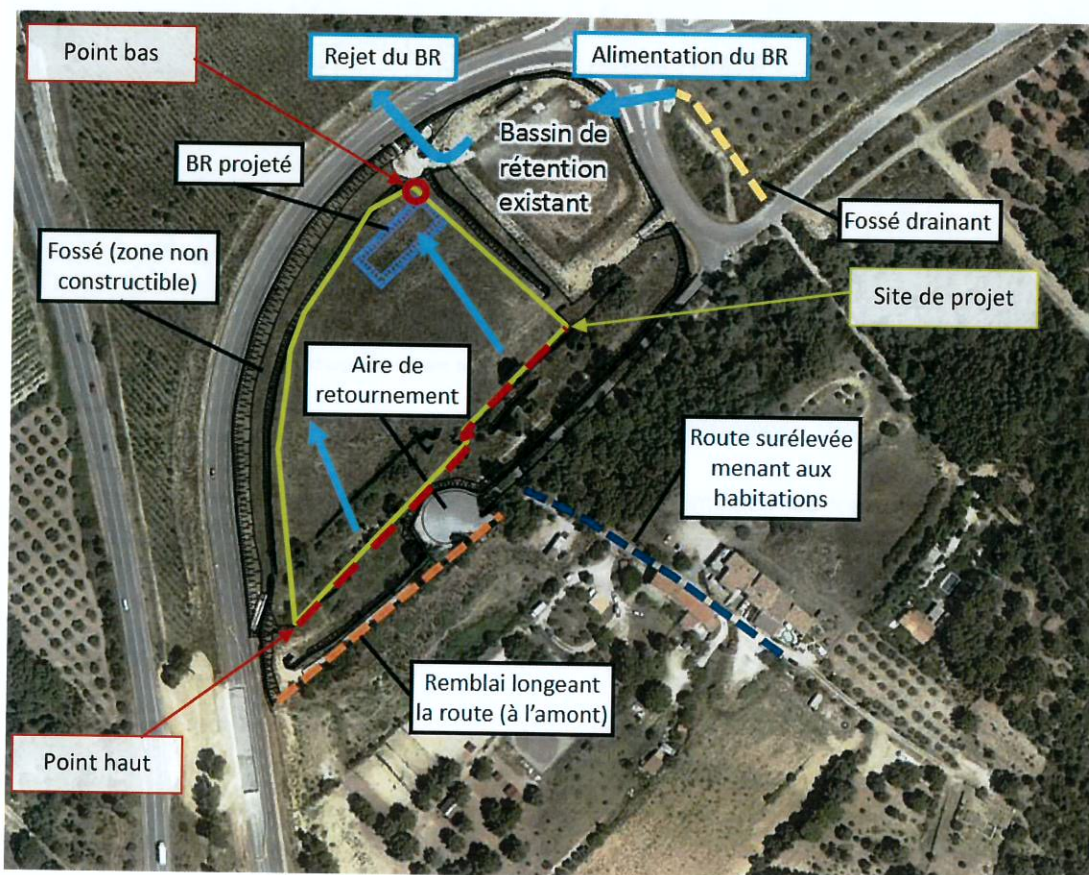 Point bas
Rejet du BR
Alimentation du BR
Bassin de
rétention
existant
BR projeté
Fossé drainant
Fossé (zone non
constructible)
Site de projet
Aire de
retournement
Route surélevée
menant aux
habitations
Remblai longeant
la route (à l'amont)
Point haut